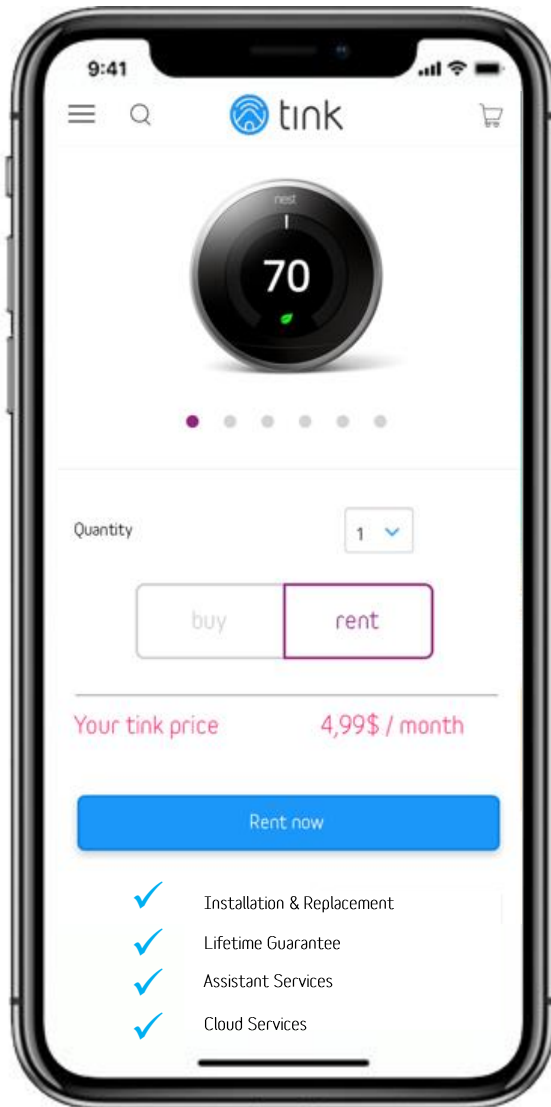 9:41
tink
nest
70
Quantity
1
buy
rent
Your tink price
4,99$ / month
Rent now
Installation & Replacement
Lifetime Guarantee
Assistant Services
Cloud Services